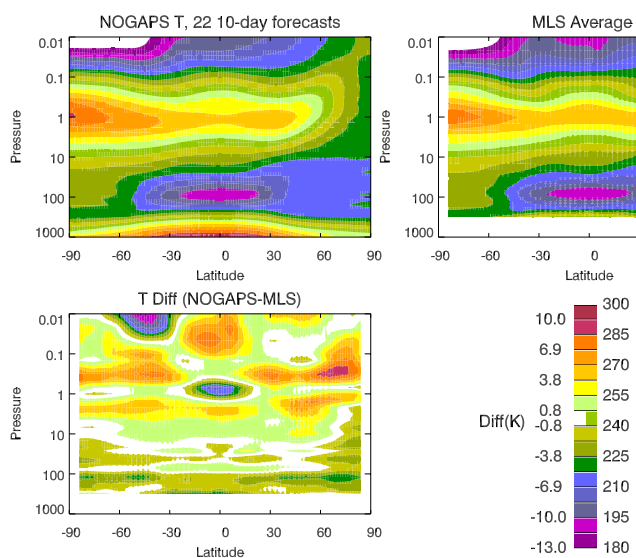 NOGAPS T, 22 10-day forecasts
MLS Average
Pressure
0.01
0.1
1
10
100
1000
-90 -60 -30 0 30 60 90
Latitude
Pressure
0.01
0.1
1
10
100
1000
-90 -60 -30 0 30
Latitude
T Diff (NOGAPS-MLS)
Pressure
0.01
0.1
1
10
100
1000
-90 -60 -30 0 30 60 90
Latitude
Diff(K)
10.0
6.9
3.8
0.8
-0.8
-3.8
-6.9
-10.0
-13.0
300
285
270
255
240
225
210
195
180